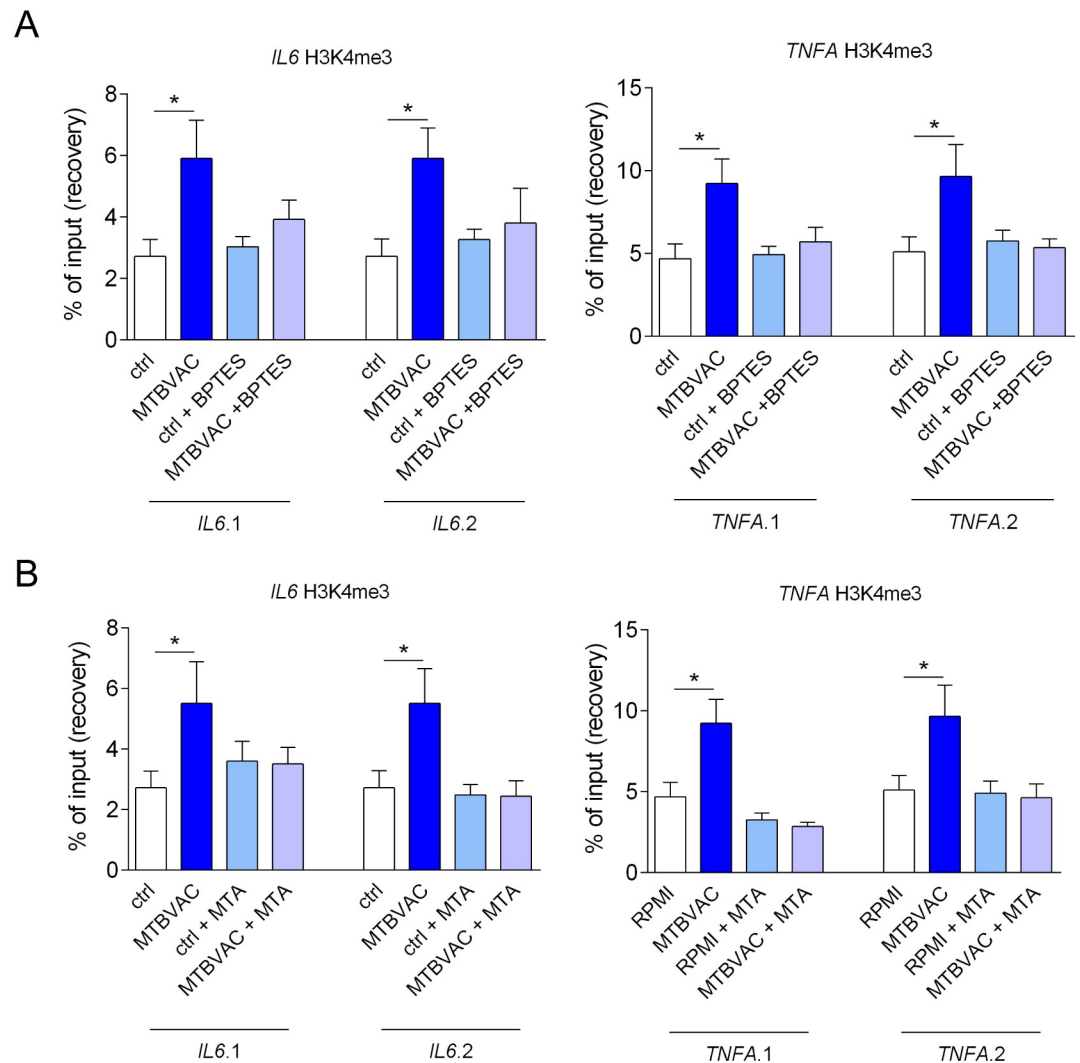 A
IL6 H3K4me3
% of input (recovery)
8
6
4
2
0
*
*
ctrl
MTBVAC
ctrl + BPTES
MTBVAC +BPTES
ctrl
MTBVAC
ctrl + BPTES
MTBVAC +BPTES
IL6.1
IL6.2
TNFA H3K4me3
% of input (recovery)
15
10
5
0
*
*
ctrl
MTBVAC
ctrl + BPTES
MTBVAC +BPTES
ctrl
MTBVAC
ctrl + BPTES
MTBVAC +BPTES
TNFA.1
TNFA.2
B
IL6 H3K4me3
% of input (recovery)
8
6
4
2
0
*
*
ctrl
MTBVAC
ctrl + MTA
MTBVAC + MTA
ctrl
MTBVAC
ctrl + MTA
MTBVAC + MTA
IL6.1
IL6.2
TNFA H3K4me3
% of input (recovery)
15
10
5
0
*
*
RPMI
MTBVAC
RPMI + MTA
MTBVAC + MTA
RPMI
MTBVAC
RPMI + MTA
MTBVAC + MTA
TNFA.1
TNFA.2